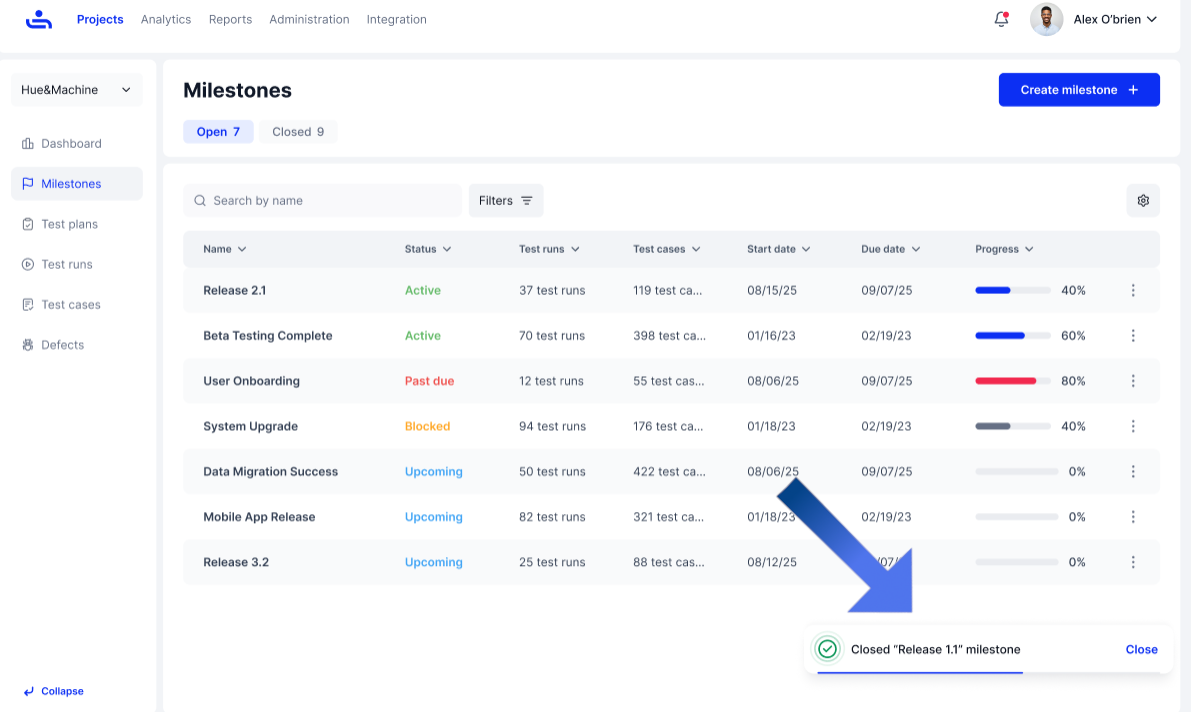 Projects Analytics Reports Administration Integration Alex O'brien
Hue&Machine
Dashboard
Milestones
Test plans
Test runs
Test cases
Defects
Collapse
Milestones
Create milestone +
Open 7 Closed 9
Search by name Filters
Name Status Test runs Test cases Start date Due date Progress
Release 2.1 Active 37 test runs 119 test ca... 08/15/25 09/07/25 40%
Beta Testing Complete Active 70 test runs 398 test ca... 01/16/23 02/19/23 60%
User Onboarding Past due 12 test runs 55 test cas... 08/06/25 09/07/25 80%
System Upgrade Blocked 94 test runs 176 test ca... 01/18/23 02/19/23 40%
Data Migration Success Upcoming 50 test runs 422 test ca... 08/06/25 09/07/25 0%
Mobile App Release Upcoming 82 test runs 321 test ca... 01/18/23 02/19/23 0%
Release 3.2 Upcoming 25 test runs 88 test cas... 08/12/25 0%
Closed “Release 1.1” milestone Close